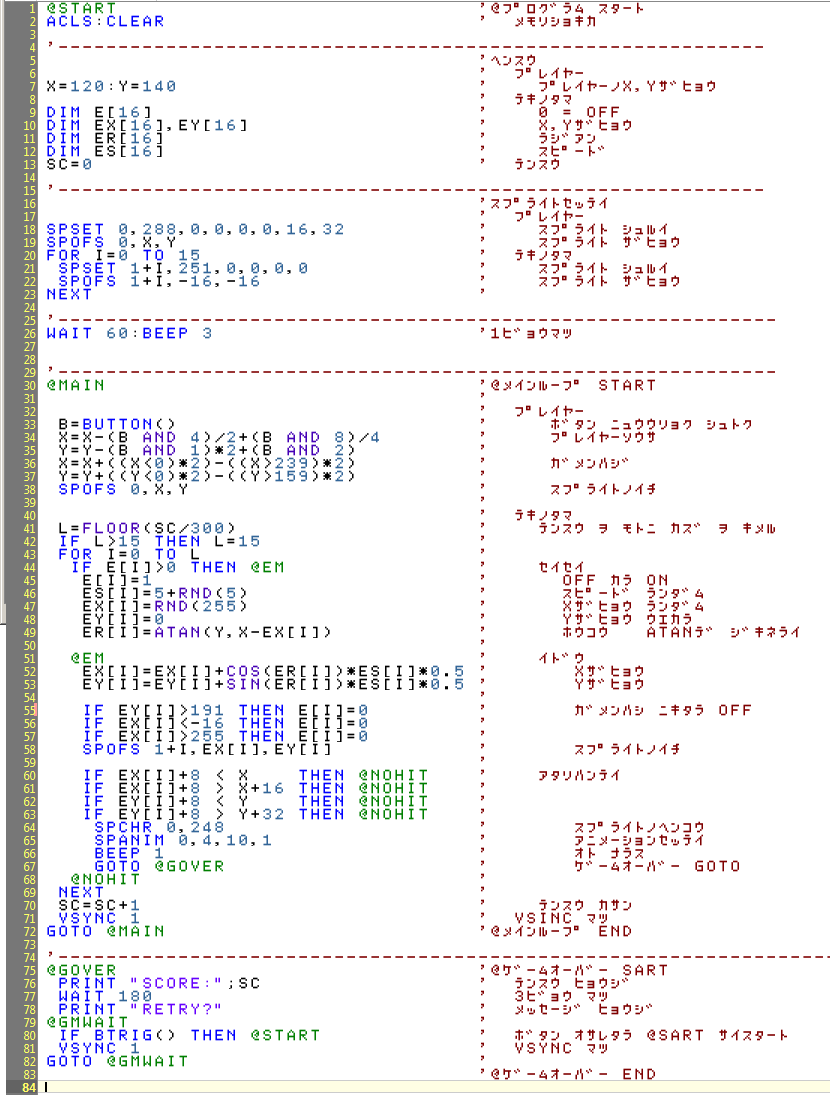 1 @START '@プログラム スタート
2 ACLS:CLEAR ' メモリショキカ
3
4 '------------------------------------------------------------
5 'ヘンスウ
6 ' プレイヤー
7 X=120:Y=140 ' プレイヤーノX,Yザヒョウ
8 ' テキノタマ
9 DIM E[16] ' 0 = OFF
10 DIM EX[16],EY[16] ' X,Yザヒョウ
11 DIM ER[16] ' ラジアン
12 DIM ES[16] ' スピード
13 SC=0 ' テンスウ
14
15 '------------------------------------------------------------
16 'スプライトセッテイ
17 ' プレイヤー
18 SPSET 0,288,0,0,0,0,16,32 ' スプライト シュルイ
19 SPOFS 0,X,Y ' スプライト ザヒョウ
20 FOR I=0 TO 15 ' テキノタマ
21 SPSET 1+I,251,0,0,0,0 ' スプライト シュルイ
22 SPOFS 1+I,-16,-16 ' スプライト ザヒョウ
23 NEXT '
24
25 '-------------------------------------------------------------
26 WAIT 60:BEEP 3 '1ビョウマツ
27
28
29 '-------------------------------------------------------------
30 @MAIN '@メインループ START
31 '
32 ' プレイヤー
33 B=BUTTON() ' ボタン ニュウウリョク シュトク
34 X=X-(B AND 4)/2+(B AND 8)/4 ' プレイヤーソウサ
35 Y=Y-(B AND 1)*2+(B AND 2) '
36 X=X+((X<0)*2)-((X>239)*2) ' ガメンハジ
37 Y=Y+((Y<0)*2)-((Y>159)*2) '
38 SPOFS 0,X,Y ' スプライトノイチ
39 '
40 ' テキノタマ
41 L=FLOOR(SC/300) ' テンスウ ヲ モトニ カズ ヲ キメル
42 IF L>15 THEN L=15 '
43 FOR I=0 TO L '
44 IF E[I]>0 THEN @EM ' セイセイ
45 E[I]=1 ' OFF カラ ON
46 ES[I]=5+RND(5) ' スピード ランダム
47 EX[I]=RND(255) ' Xザヒョウ ランダム
48 EY[I]=0 ' Yザヒョウ ウエカラ
49 ER[I]=ATAN(Y,X-EX[I]) ' ホウコウ ATANデ ジキネライ
50 '
51 @EM ' イドウ
52 EX[I]=EX[I]+COS(ER[I])*ES[I]*0.5 ' Xザヒョウ
53 EY[I]=EY[I]+SIN(ER[I])*ES[I]*0.5 ' Yザヒョウ
54 '
55 IF EY[I]>191 THEN E[I]=0 ' ガメンハシ ニキタラ OFF
56 IF EX[I]<-16 THEN E[I]=0 '
57 IF EX[I]>255 THEN E[I]=0 '
58 SPOFS 1+I,EX[I],EY[I] ' スプライトノイチ
59 '
60 IF EX[I]+8 < X THEN @NOHIT ' アタリハンテイ
61 IF EX[I]+8 > X+16 THEN @NOHIT '
62 IF EY[I]+8 < Y THEN @NOHIT '
63 IF EY[I]+8 > Y+32 THEN @NOHIT '
64 SPCHR 0,248 ' スプライトノヘンコウ
65 SPANIM 0,4,10,1 ' アニメーションセッテイ
66 BEEP 1 ' オト ナラス
67 GOTO @GOVER ' ゲームオーバー GOTO
68 @NOHIT '
69 NEXT '
70 SC=SC+1 ' テンスウ カサン
71 VSYNC 1 ' VSINC マツ
72 GOTO @MAIN '@メインループ END
73
74 '------------------------------------------------------------------
75 @GOVER '@ゲームオーバー SART
76 PRINT "SCORE:";SC ' テンスウ ヒョウジ
77 WAIT 180 ' 3ビョウ マツ
78 PRINT "RETRY?" ' メッセージ ヒョウジ
79 @GMWAIT '
80 IF BTRIG() THEN @START ' ボタン オサレタラ @SART サイスタート
81 VSYNC 1 ' VSYNC マツ
82 GOTO @GMWAIT '
83 '@ゲームオーバー END
84